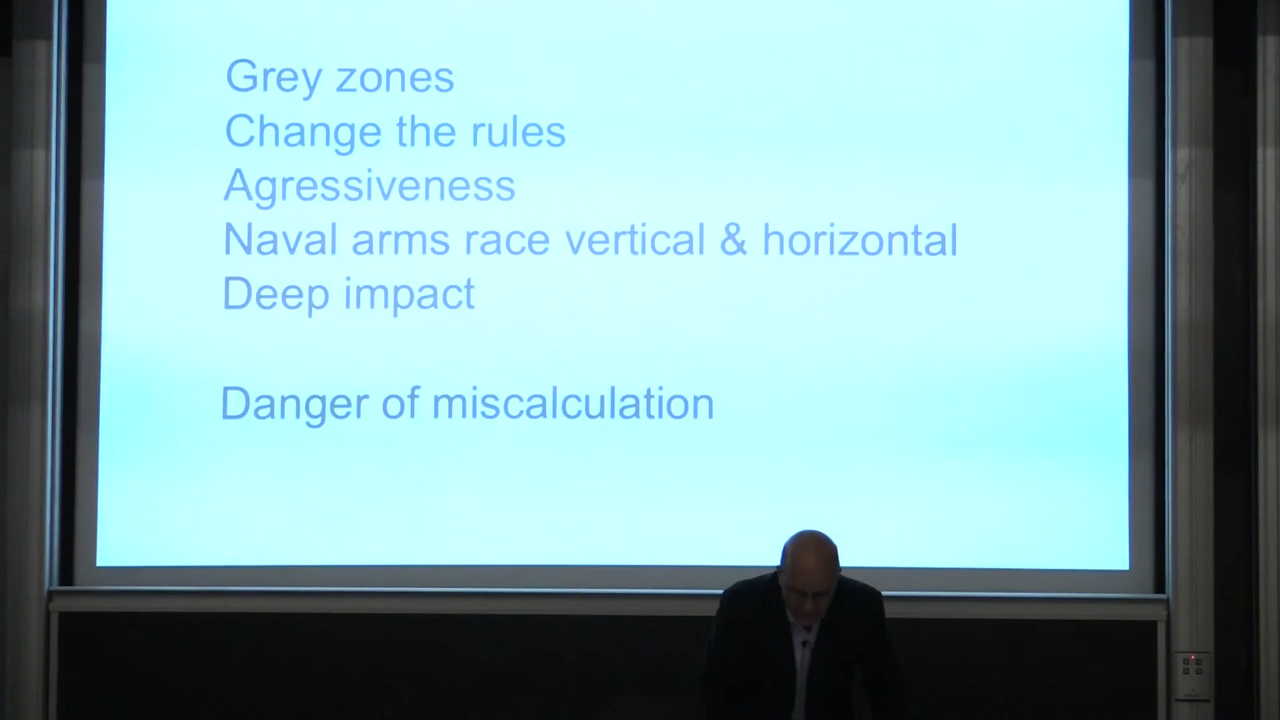 Grey zones
Change the rules
Agressiveness
Naval arms race vertical & horizontal
Deep impact
Danger of miscalculation